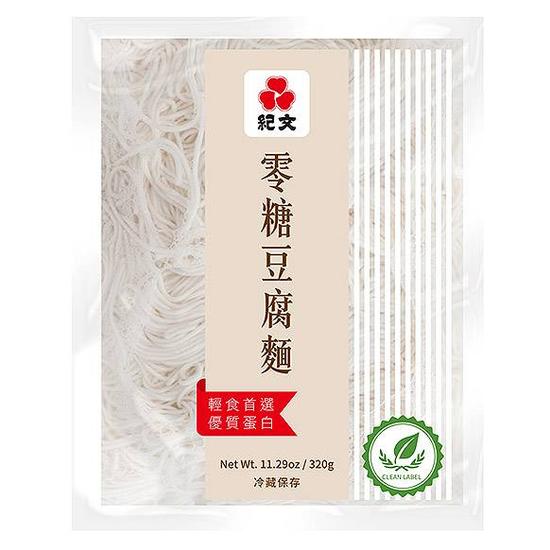 紀文
零糖豆腐麵
輕食首選
優質蛋白
Net Wt. 11.29oz / 320g
冷藏保存
CLEAN LABEL